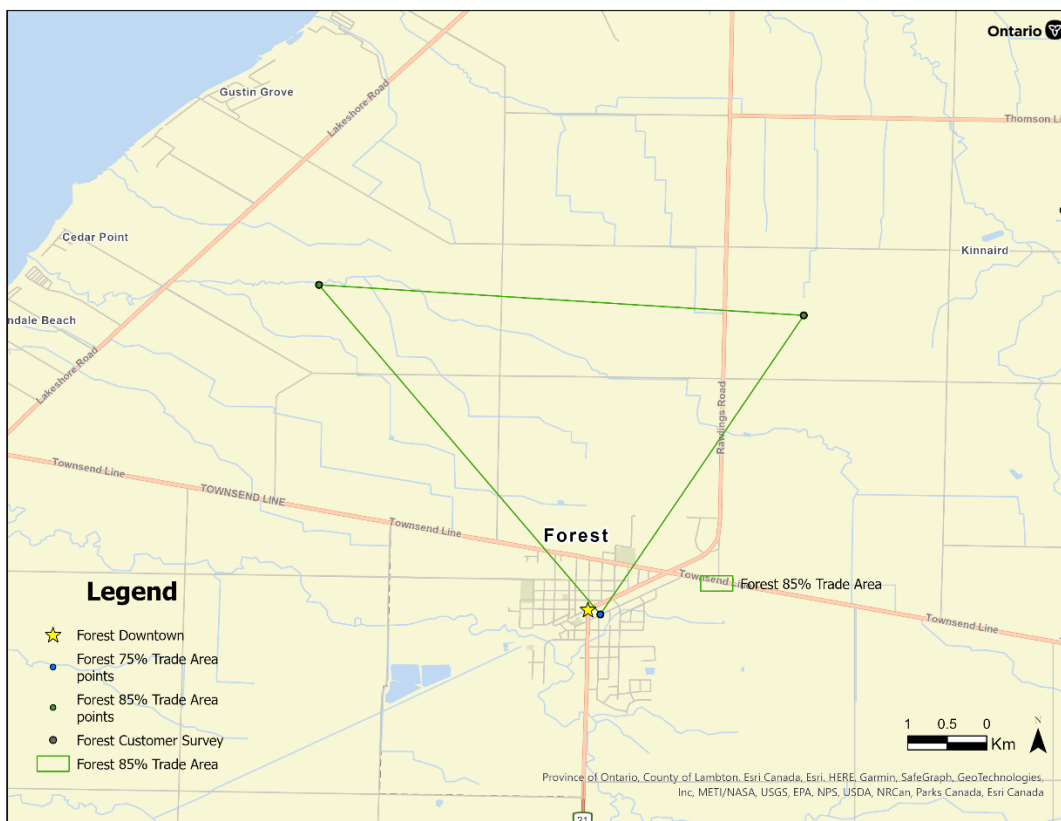 Ontario
Gustin Grove
Lakeshore Road
Cedar Point
Kinnaird
ndale Beach
Lakeshore Road
Rawlings Road
Townsend Line
TOWNSEND LINE
Townsend Line
Forest
Townsend Line
Forest 85% Trade Area
Townsend Line
Thomson Li
Legend
Forest Downtown
Forest 75% Trade Area
points
Forest 85% Trade Area
points
Forest Customer Survey
Forest 85% Trade Area
1 0.5 0
Km
N
Province of Ontario, County of Lambton, Esri Canada, Esri, HERE, Garmin, SafeGraph, GeoTechnologies,
Inc, METI/NASA, USGS, EPA, NPS, USDA, NRCan, Parks Canada, Esri Canada
21